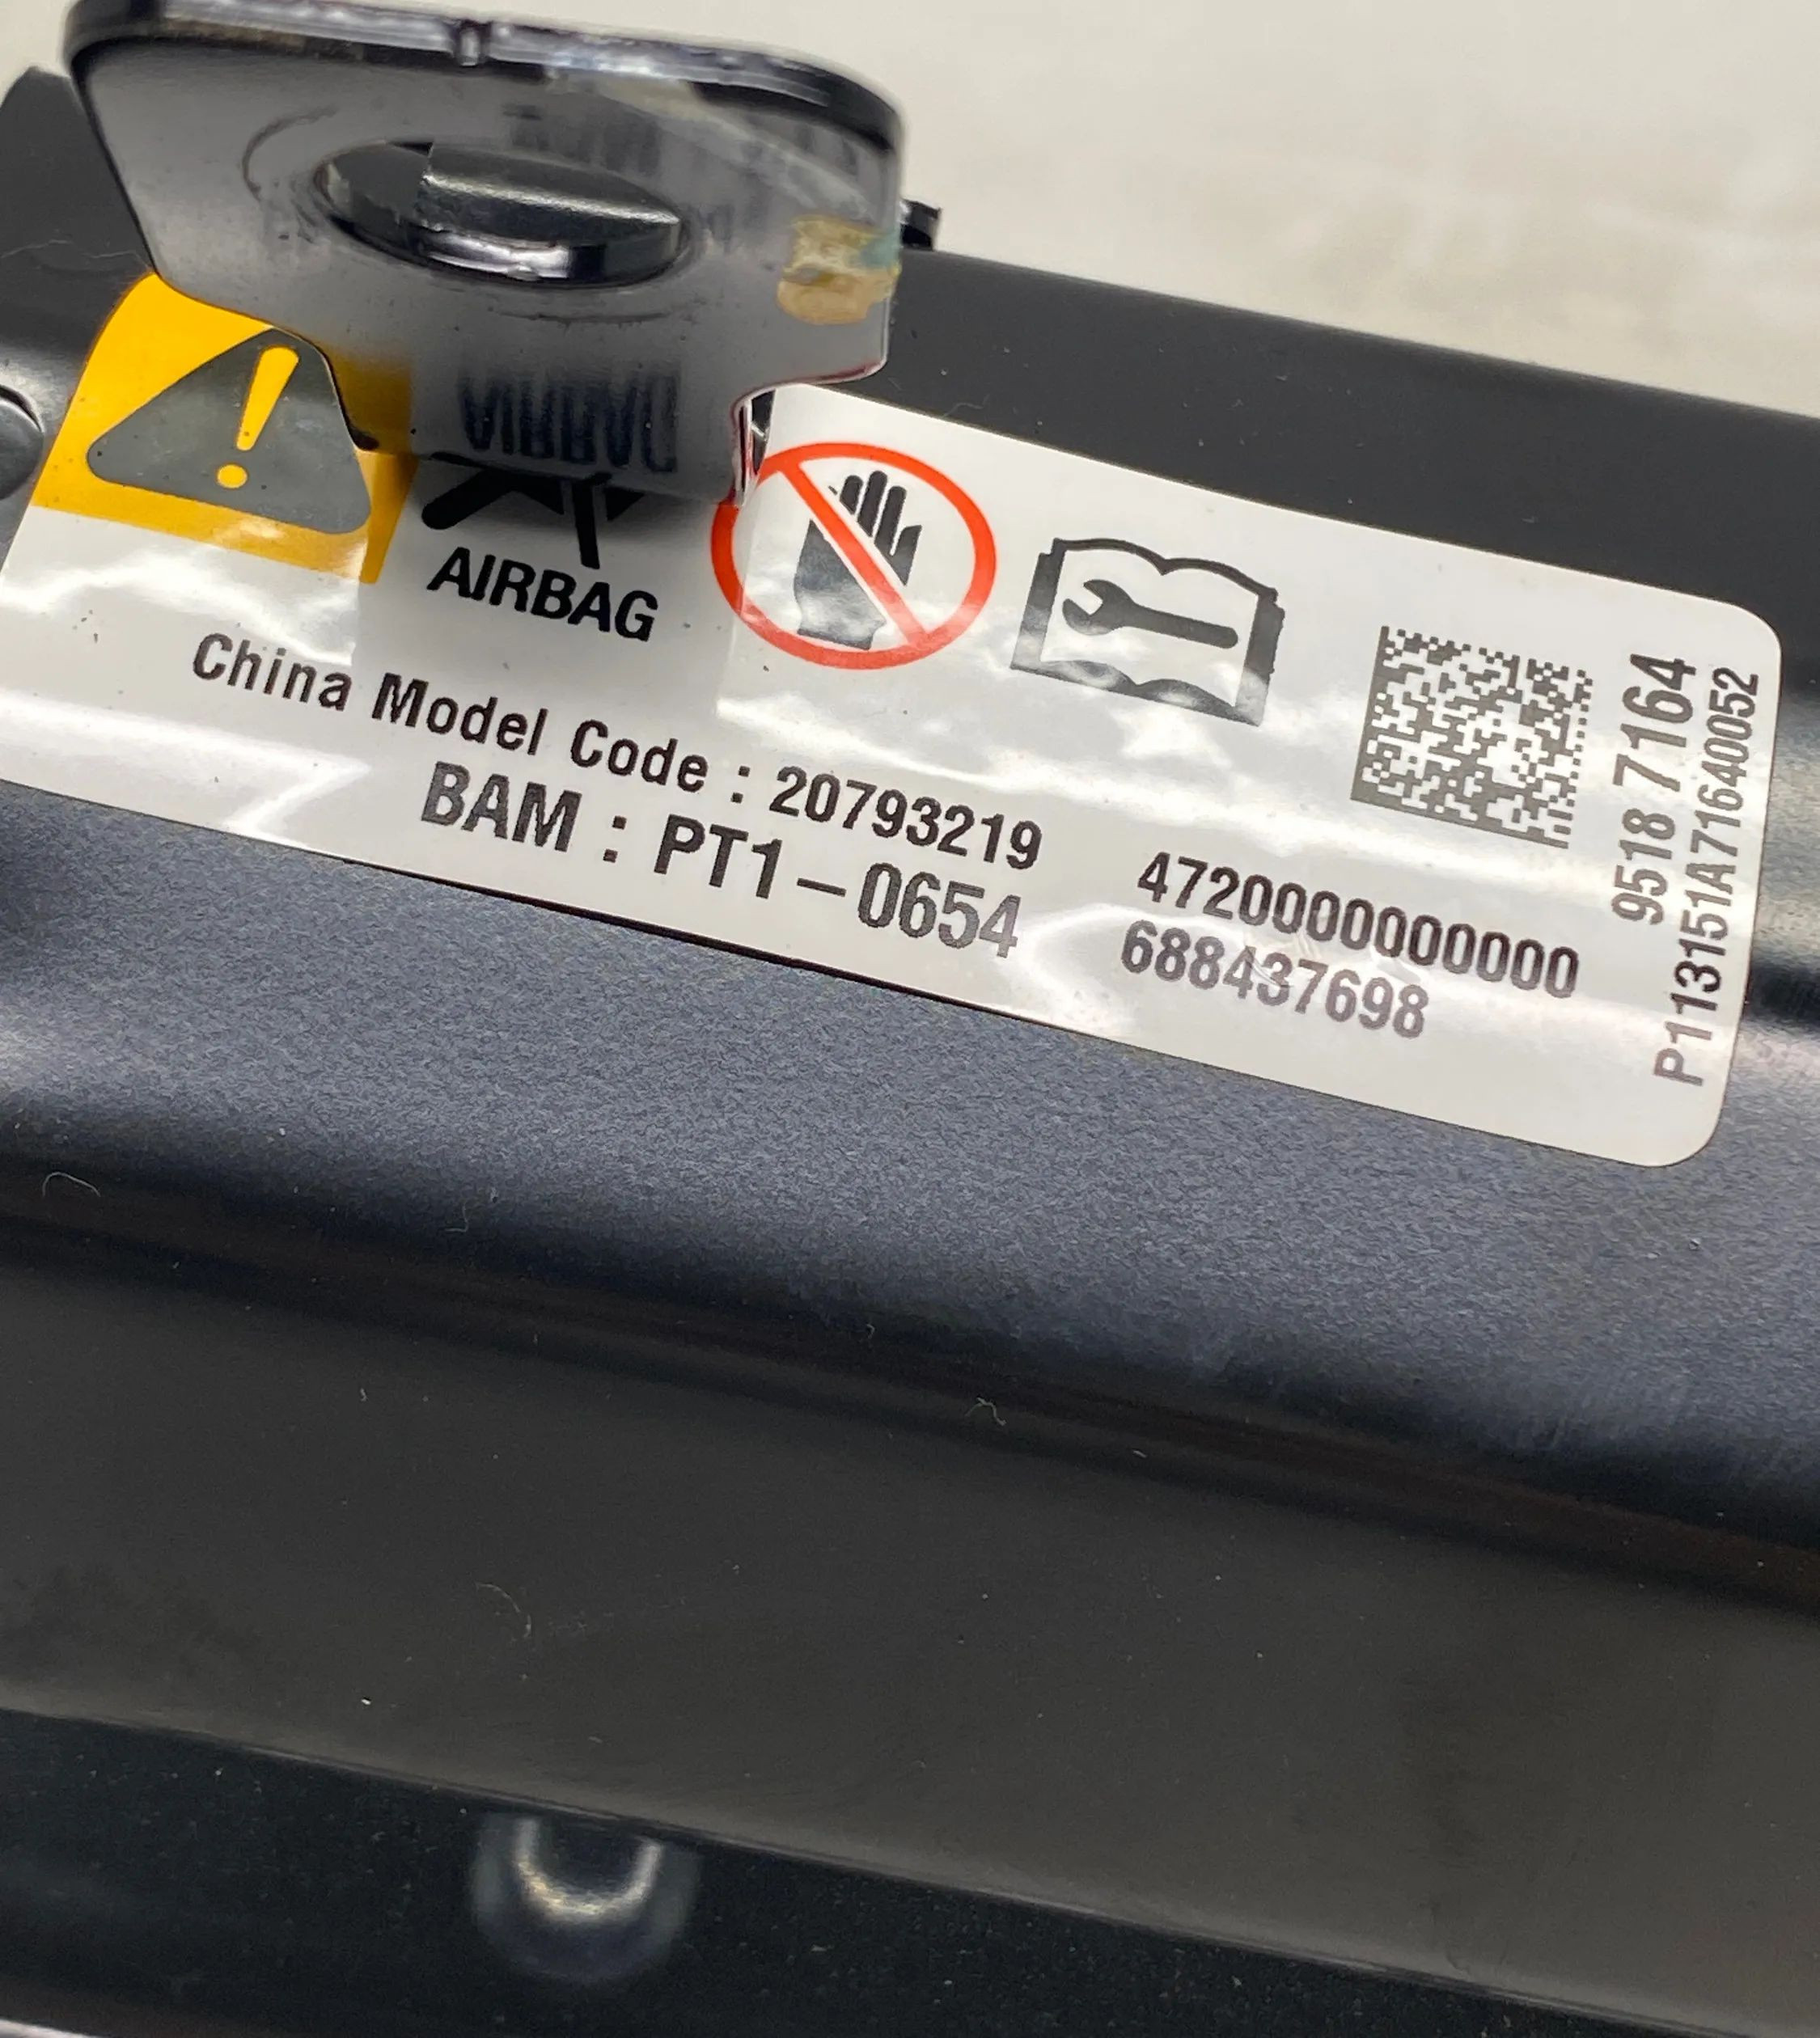 AIRBAG
China Model Code : 20793219
BAM : PT1-0654
4720000000000
688437698
9518 7164
P113151A71640052